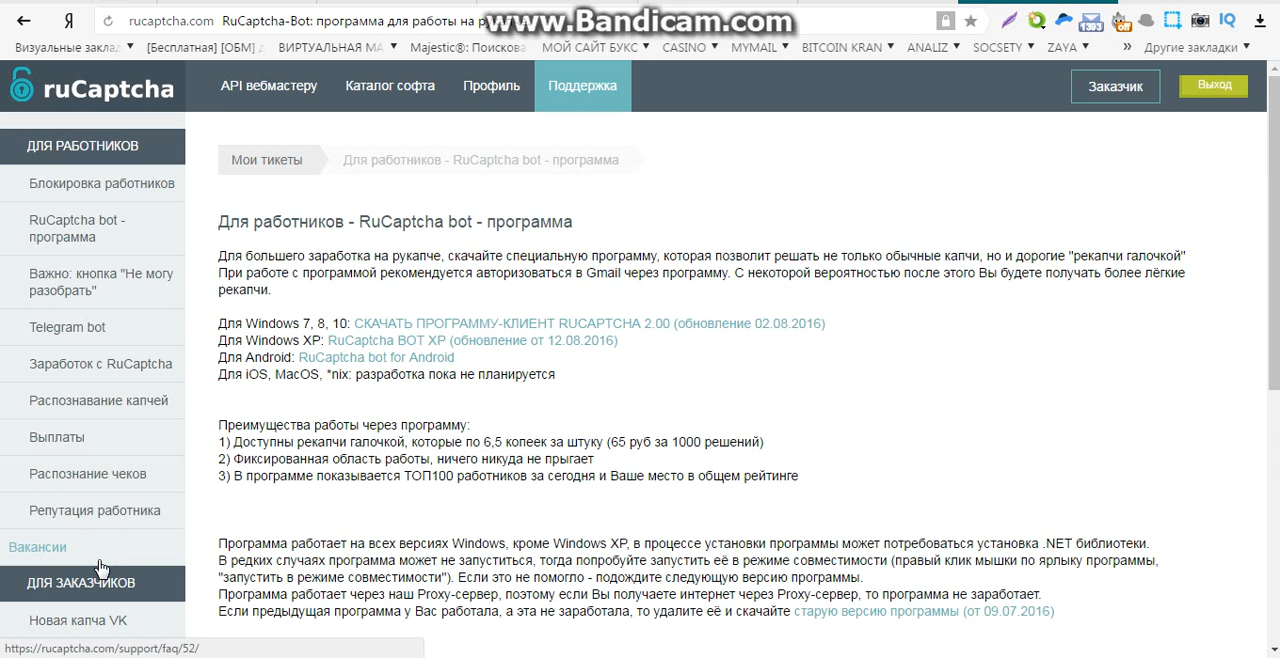 www.Bandicam.com
Я rucaptcha.com RuCaptcha-Bot: программа для работы на
1393
off
IQ
Визуальные заклад
[Бесплатная] [ОБМ]
ВИРТУАЛЬНАЯ МА
Majestic®: Поискова
МОЙ САЙТ БУКС
CASINO
MYMAIL
BITCOIN KRAN
ANALIZ
SOCSETY
ZAYA
» Другие закладки
ruCaptcha
API вебмастеру
Каталог софта
Профиль
Поддержка
Заказчик
Выход
ДЛЯ РАБОТНИКОВ
Блокировка работников
RuCaptcha bot -
программа
Важно: кнопка "Не могу
разобрать"
Telegram bot
Заработок с RuCaptcha
Распознавание капчей
Выплаты
Распознание чеков
Репутация работника
Вакансии
ДЛЯ ЗАКАЗЧИКОВ
Новая капча VK
https://rucaptcha.com/support/faq/52/
Мои тикеты
Для работников - RuCaptcha bot - программа
Для работников - RuCaptcha bot - программа
Для большего заработка на рукапче, скачайте специальную программу, которая позволит решать не только обычные капчи, но и дорогие "рекапчи галочкой"
При работе с программой рекомендуется авторизоваться в Gmail через программу. С некоторой вероятностью после этого Вы будете получать более лёгкие
рекапчи.
Для Windows 7, 8, 10: СКАЧАТЬ ПРОГРАММУ-КЛИЕНТ RUCAPTCHA 2.00 (обновление 02.08.2016)
Для Windows XP: RuCaptcha BOT XP (обновление от 12.08.2016)
Для Android: RuCaptcha bot for Android
Для iOS, MacOS, *nix: разработка пока не планируется
Преимущества работы через программу:
1) Доступны рекапчи галочкой, которые по 6,5 копеек за штуку (65 руб за 1000 решений)
2) Фиксированная область работы, ничего никуда не прыгает
3) В программе показывается ТОП100 работников за сегодня и Ваше место в общем рейтинге
Программа работает на всех версиях Windows, кроме Windows XP, в процессе установки программы может потребоваться установка .NET библиотеки.
В редких случаях программа может не запуститься, тогда попробуйте запустить её в режиме совместимости (правый клик мышки по ярлыку программы,
"запустить в режиме совместимости"). Если это не помогло - подождите следующую версию программы.
Программа работает через наш Proxy-сервер, поэтому если Вы получаете интернет через Proxy-сервер, то программа не заработает.
Если предыдущая программа у Вас работала, а эта не заработала, то удалите её и скачайте старую версию программы (от 09.07.2016)